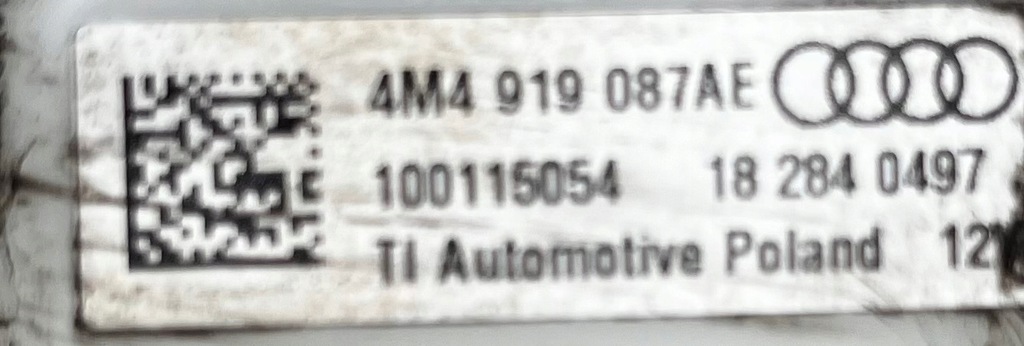 4M4 919 087AE
100115054 18 284 0497
TI Automotive Poland